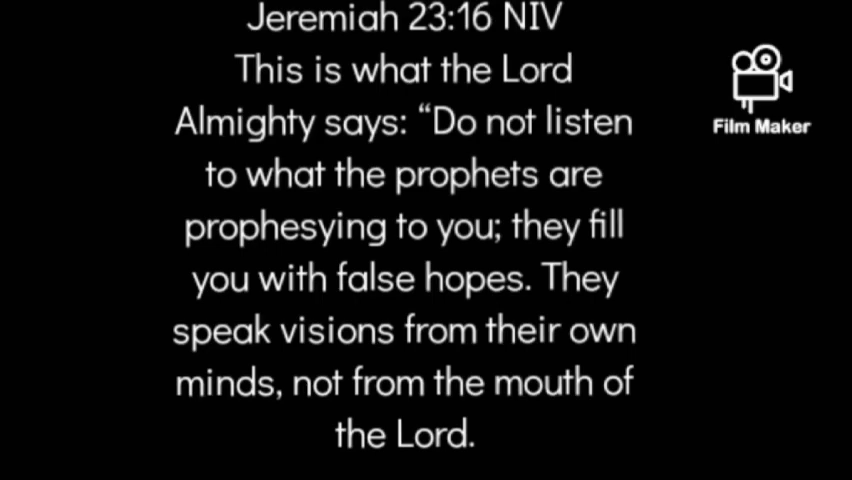 Jeremiah 23:16 NIV
This is what the Lord
Almighty says: “Do not listen
to what the prophets are
prophesying to you; they fill
you with false hopes. They
speak visions from their own
minds, not from the mouth of
the Lord.
Film Maker